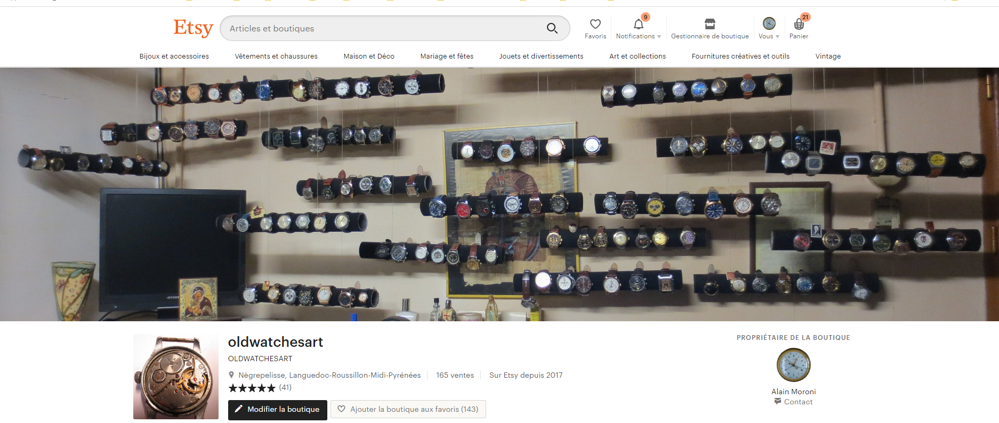 Etsy
Articles et boutiques
Favoris
9
Notifications
Gestionnaire de boutique
Vous
21
Panier
Bijoux et accessoires
Vêtements et chaussures
Maison et Déco
Mariage et fêtes
Jouets et divertissements
Art et collections
Fournitures créatives et outils
Vintage
oldwatchesart
OLDWATCHESART
Nègrepelisse, Languedoc-Roussillon-Midi-Pyrénées
165 ventes
Sur Etsy depuis 2017
(41)
Modifier la boutique
Ajouter la boutique aux favoris (143)
PROPRIÉTAIRE DE LA BOUTIQUE
Alain Moroni
Contact